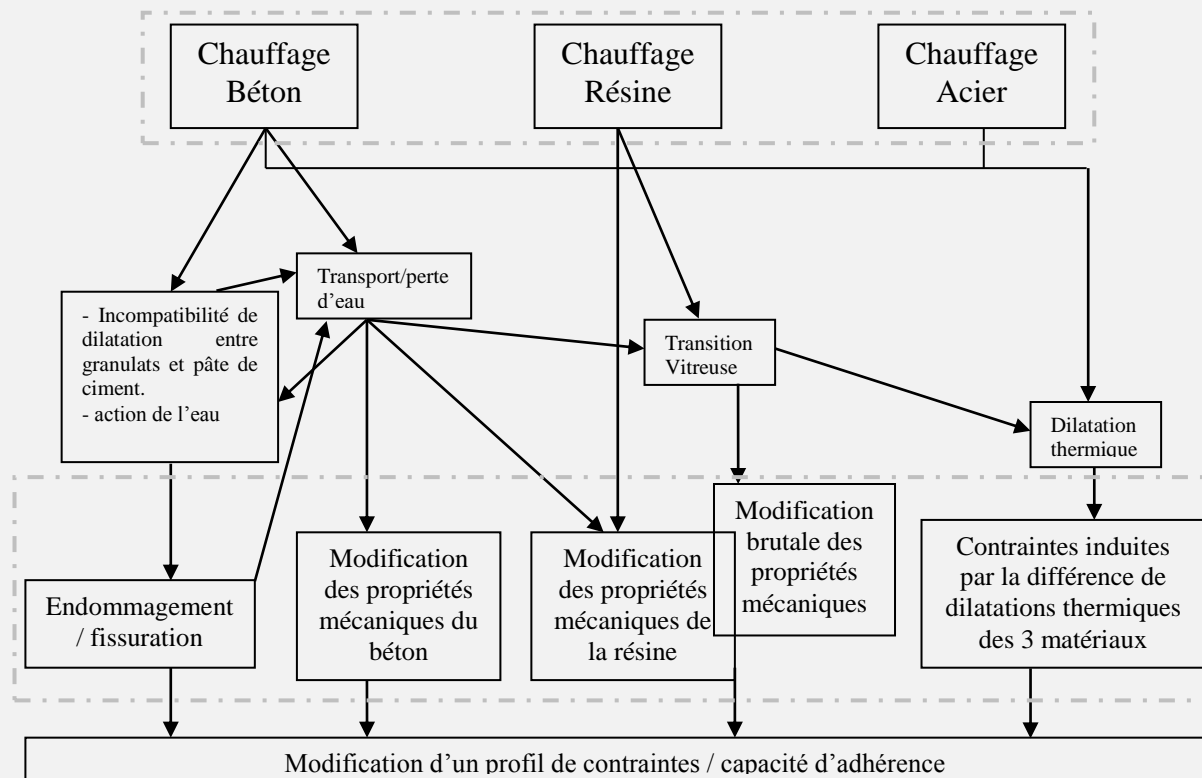 Chauffage
Béton
Chauffage
Résine
Chauffage
Acier
Transport/perte
d’eau
- Incompatibilité de
dilatation entre
granulats et pâte de
ciment.
- action de l’eau
Transition
Vitreuse
Dilatation
thermique
Endommagement
/ fissuration
Modification
des propriétés
mécaniques du
béton
Modification
des propriétés
mécaniques de
la résine
Modification
brutale des
propriétés
mécaniques
Contraintes induites
par la différence de
dilatations thermiques
des 3 matériaux
Modification d’un profil de contraintes / capacité d’adhérence